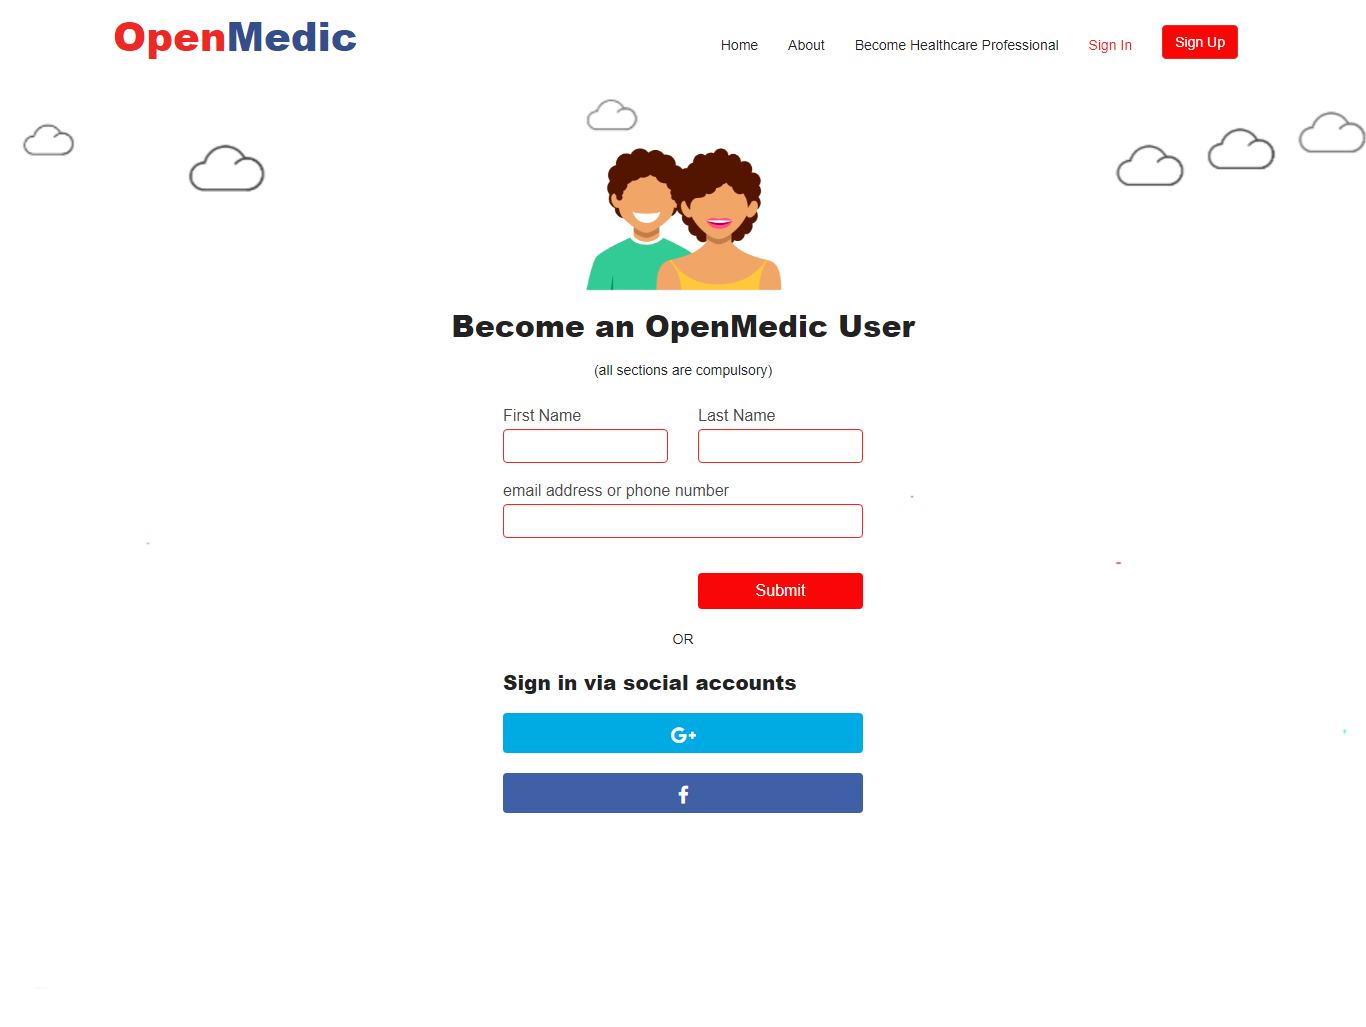 OpenMedic
Home About Become Healthcare Professional Sign In Sign Up
Become an OpenMedic User
(all sections are compulsory)
First Name Last Name
email address or phone number
Submit
OR
Sign in via social accounts
G+
f